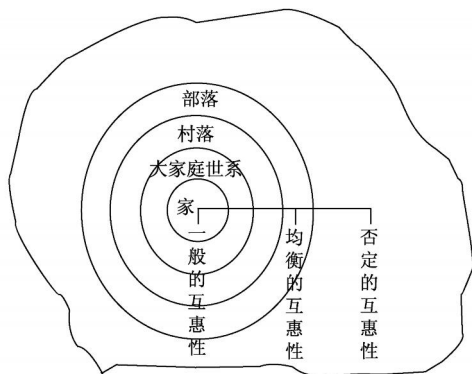 部落
村落
大家庭世系
家
一般的互惠性
均衡的互惠性
否定的互惠性